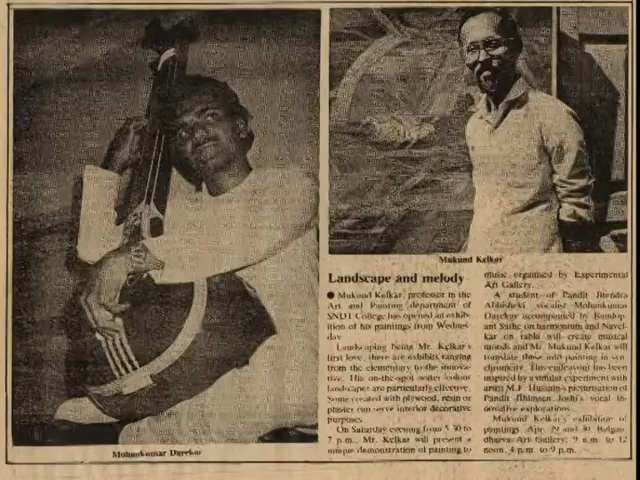 Mohankumar Darekar
Mukund Kelkar
Landscape and melody
● Mukund Kelkar, professor in the
Art and Painting department of
SNDT College has opened an exhib-
ition of his paintings from Wednes-
day
Landscaping being Mr. Kelkar's
first love, there are exhibits ranging
from the elementary to the innova-
tive. His on-the-spot water colour
landscapes are particularly effective.
Some created with plywood, resin or
plaster can serve interior decorative
purposes.
On Saturday evening from 5.30 to
7 p.m., Mr. Kelkar will present a
unique demonstration of painting to
music organised by Experimental
Art Gallery.
A student of Pandit Jitendra
Abhisheki, vocalist Mohankumar
Darekar accompanied by Bandop-
ant Sathe on harmonium and Navel-
kar on tabla will create musical
moods and Mr. Mukund Kelkar will
translate those into painting in syn-
chronicity. This endeavour has been
inspired by a similar experiment with
artist M.F. Hussain's picturisation of
Pandit Bhimsen Joshi's vocal in-
novative explorations.
Mukund Kelkar's exhibition of
paintings, Apr. 29 and 30, Balgan-
dharva Art Gallery; 9 a.m. to 12
noon, 4 p.m. to 9 p.m.